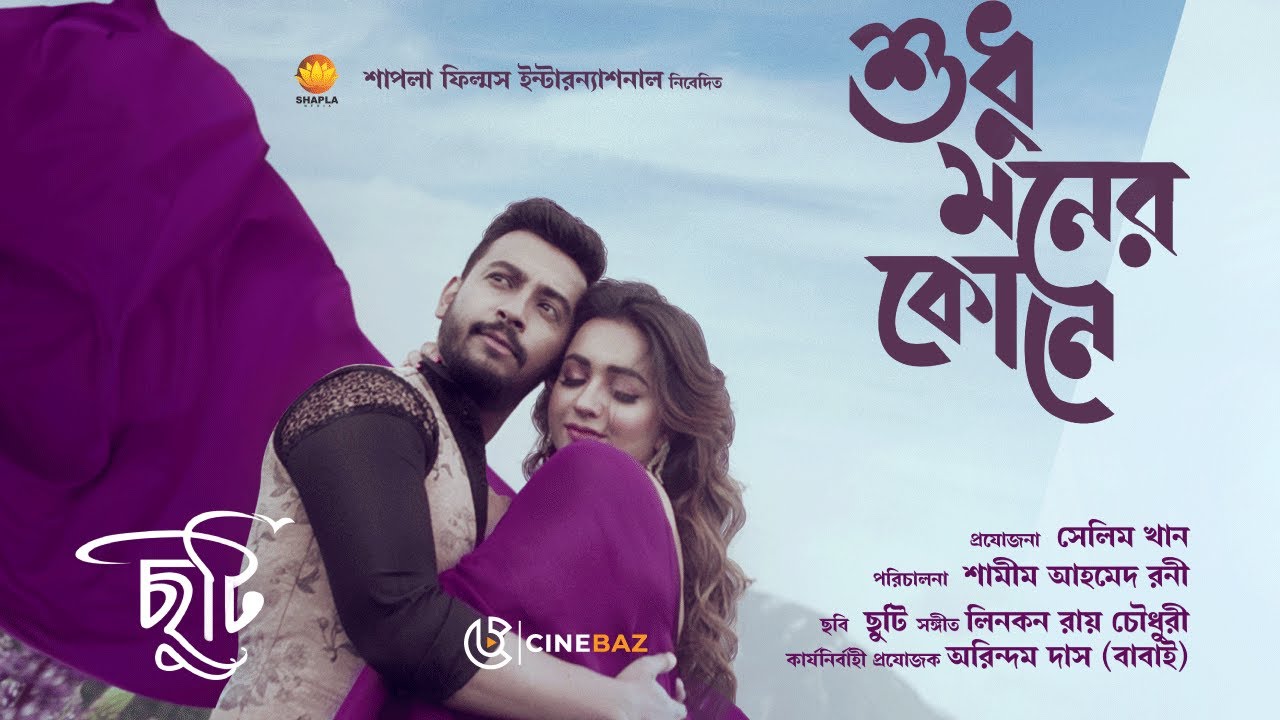 SHAPLA
MEDIA
শাপলা ফিল্মস ইন্টারন্যাশনাল নিবেদিত
শুধু
মনের
কোনে
ছুটি
CINEBAZ
প্রযোজনা সেলিম খান
পরিচালনা শামীম আহমেদ রনী
ছবি ছুটি সঙ্গীত লিনকন রায় চৌধুরী
কার্যনির্বাহী প্রযোজক অরিন্দম দাস (বাবাই)